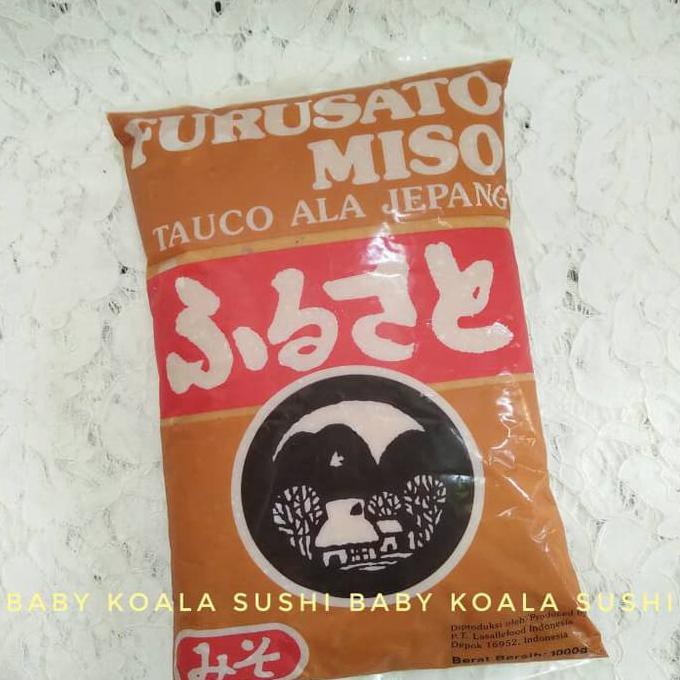 FURUSATO
MISO
TAUCO ALA JEPANG
ふるさと
BABY KOALA SUSHI BABY KOALA SUSHI
Diproduksi oleh/Produced by
P.T. Lasallefood Indonesia
Depok 16952, Indonesia
Berat Bersih: 1000g
みそ